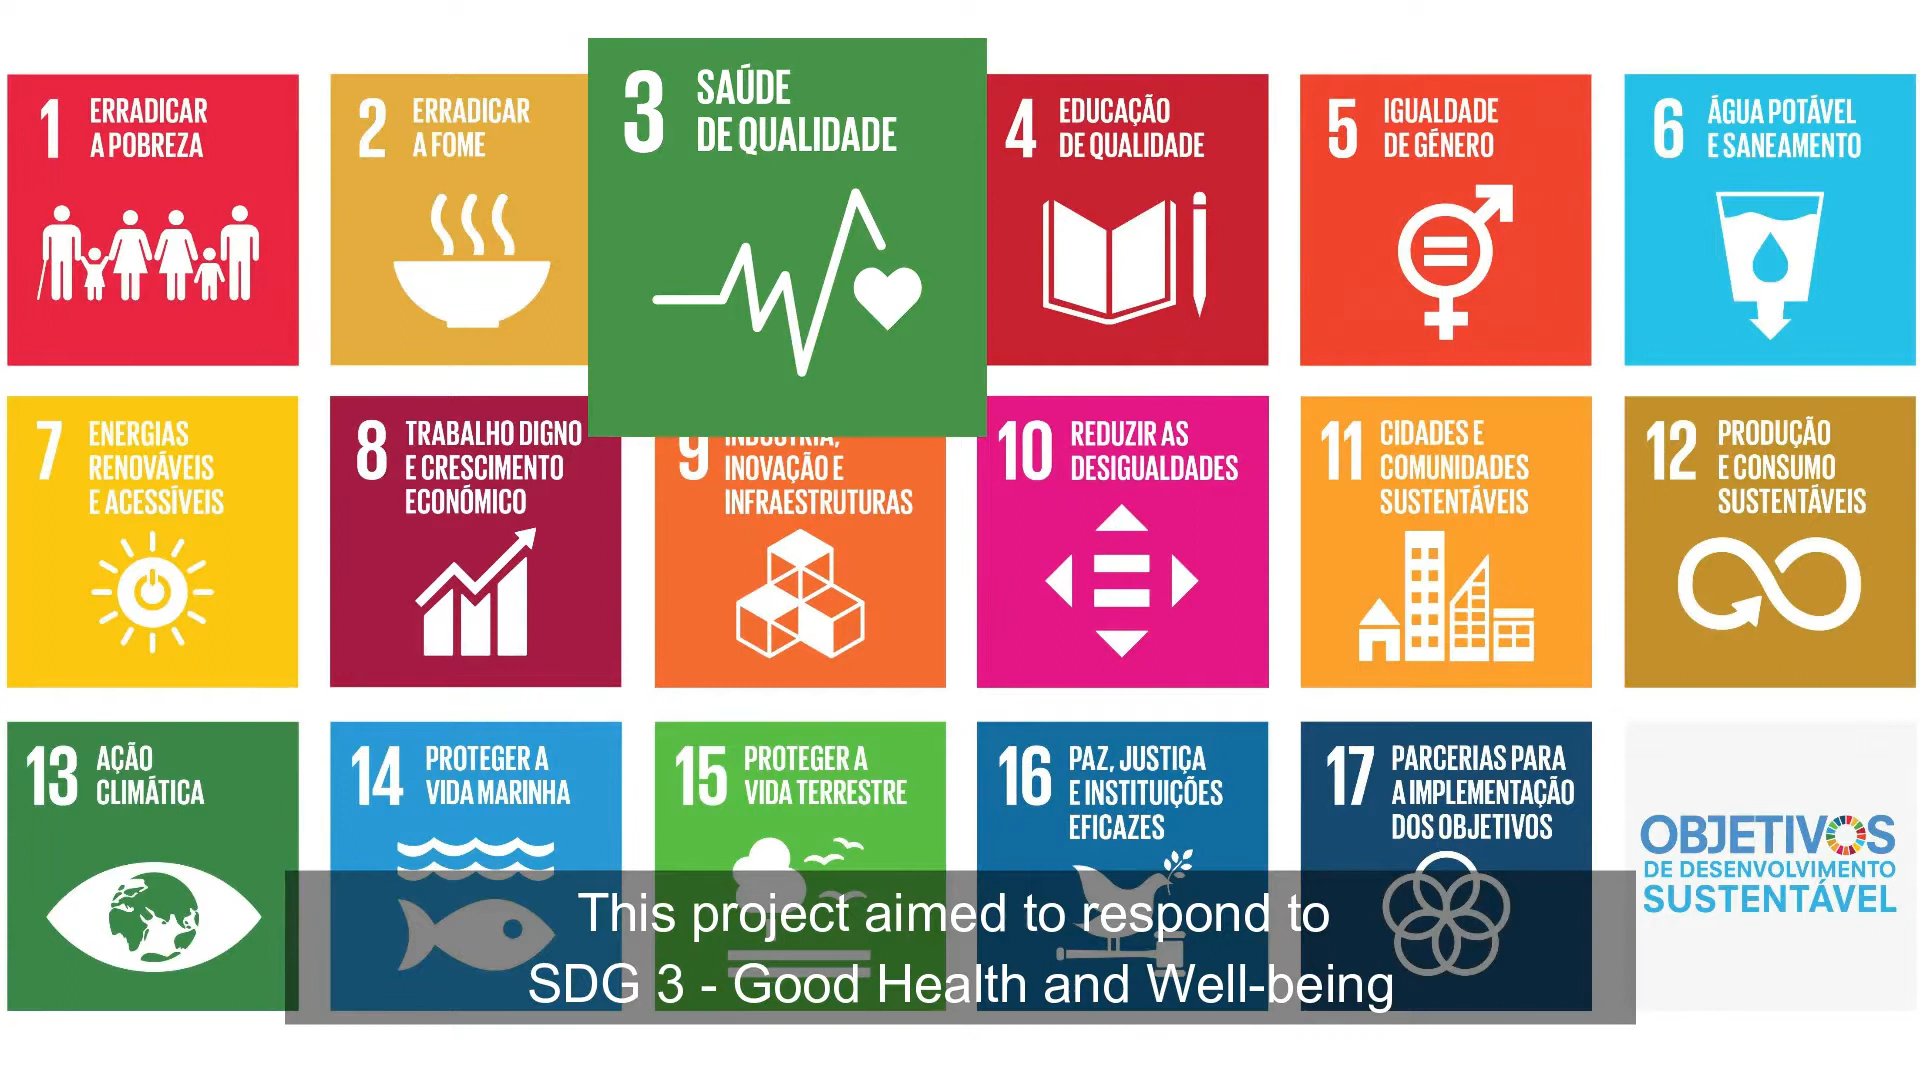 1 ERRADICAR
A POBREZA
2 ERRADICAR
A FOME
3 SAÚDE
DE QUALIDADE
4 EDUCAÇÃO
DE QUALIDADE
5 IGUALDADE
DE GÉNERO
6 ÁGUA POTÁVEL
E SANEAMENTO
7 ENERGIAS
RENOVÁVEIS
E ACESSÍVEIS
8 TRABALHO DIGNO
E CRESCIMENTO
ECONÓMICO
9 INDÚSTRIA,
INOVAÇÃO E
INFRAESTRUTURAS
10 REDUZIR AS
DESIGUALDADES
11 CIDADES E
COMUNIDADES
SUSTENTÁVEIS
12 PRODUÇÃO
E CONSUMO
SUSTENTÁVEIS
13 AÇÃO
CLIMÁTICA
14 PROTEGER A
VIDA MARINHA
15 PROTEGER A
VIDA TERRESTRE
16 PAZ, JUSTIÇA
E INSTITUIÇÕES
EFICAZES
17 PARCERIAS PARA
A IMPLEMENTAÇÃO
DOS OBJETIVOS
OBJETIVOS
DE DESENVOLVIMENTO
SUSTENTÁVEL
This project aimed to respond to
SDG 3 - Good Health and Well-being